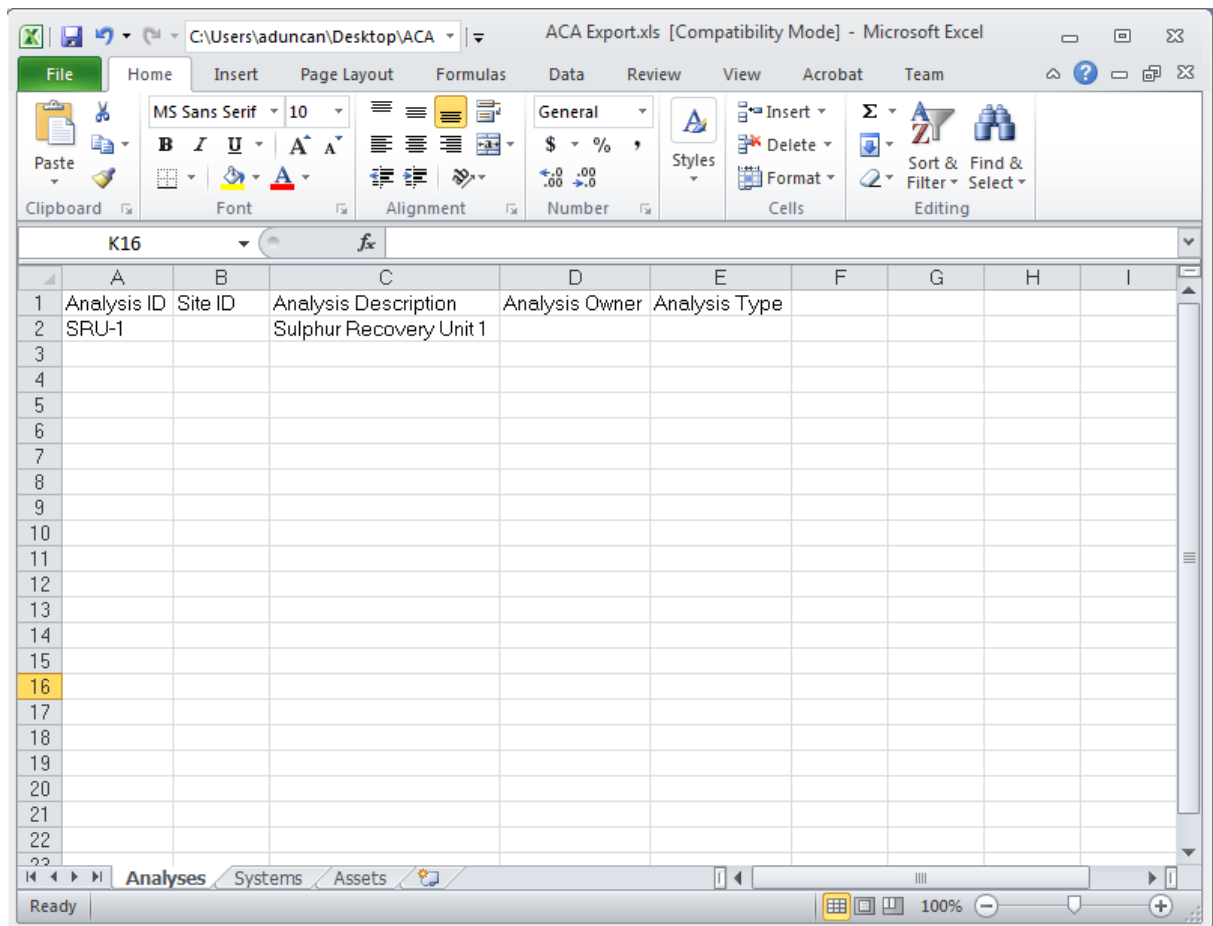 C:\Users\aduncan\Desktop\ACA
ACA Export.xls [Compatibility Mode] - Microsoft Excel
File Home Insert Page Layout Formulas Data Review View Acrobat Team
MS Sans Serif 10 General Insert Σ
B I U A A $ % , Styles Delete
Paste A .00 .00 Format Sort & Filter Find & Select
Clipboard Font Alignment Number Cells Editing
K16 fx
A B C D E F G H I
1 Analysis ID Site ID Analysis Description Analysis Owner Analysis Type
2 SRU-1 Sulphur Recovery Unit 1
3
4
5
6
7
8
9
10
11
12
13
14
15
16
17
18
19
20
21
22
23
Analyses Systems Assets
Ready 100%